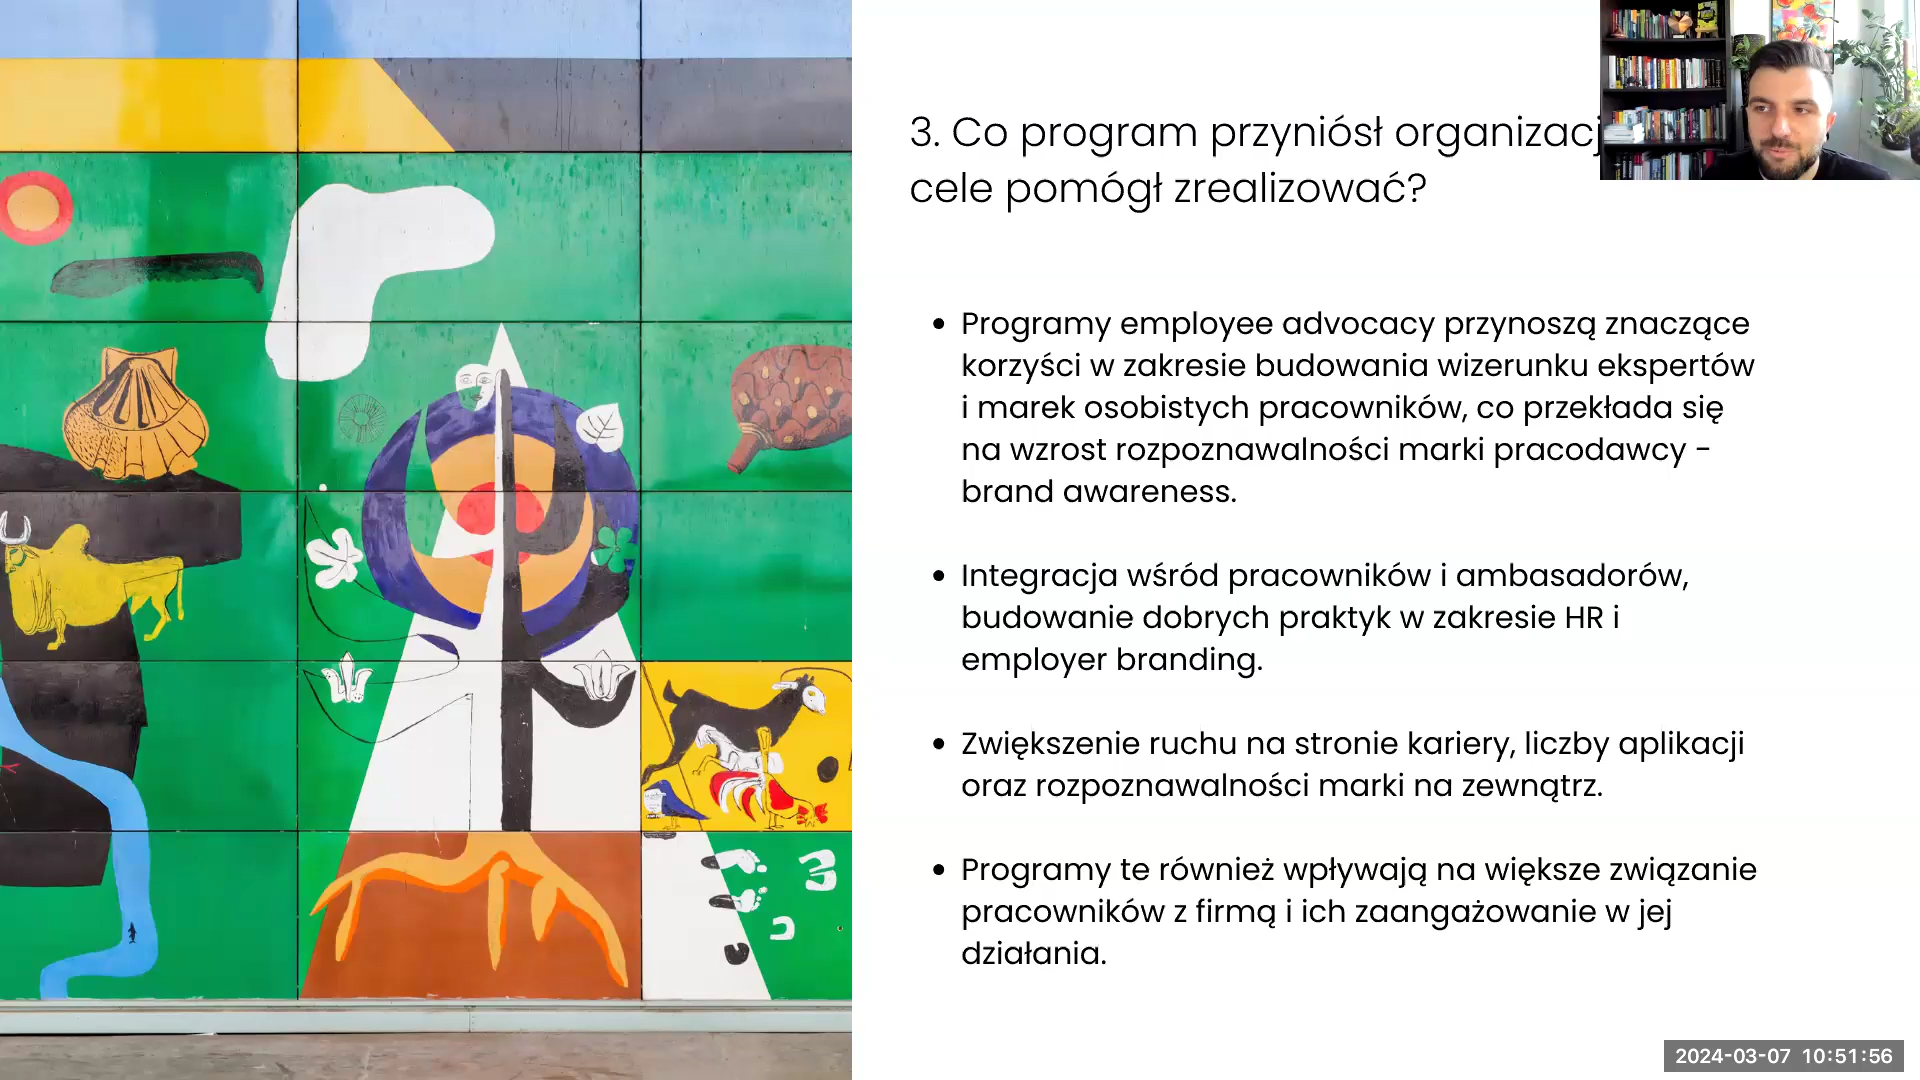 3. Co program przyniósł organizacj
cele pomógł zrealizować?
• Programy employee advocacy przynoszą znaczące
korzyści w zakresie budowania wizerunku ekspertów
i marek osobistych pracowników, co przekłada się
na wzrost rozpoznawalności marki pracodawcy -
brand awareness.
• Integracja wśród pracowników i ambasadorów,
budowanie dobrych praktyk w zakresie HR i
employer branding.
• Zwiększenie ruchu na stronie kariery, liczby aplikacji
oraz rozpoznawalności marki na zewnątrz.
• Programy te również wpływają na większe związanie
pracowników z firmą i ich zaangażowanie w jej
działania.
2024-03-07 10:51:56